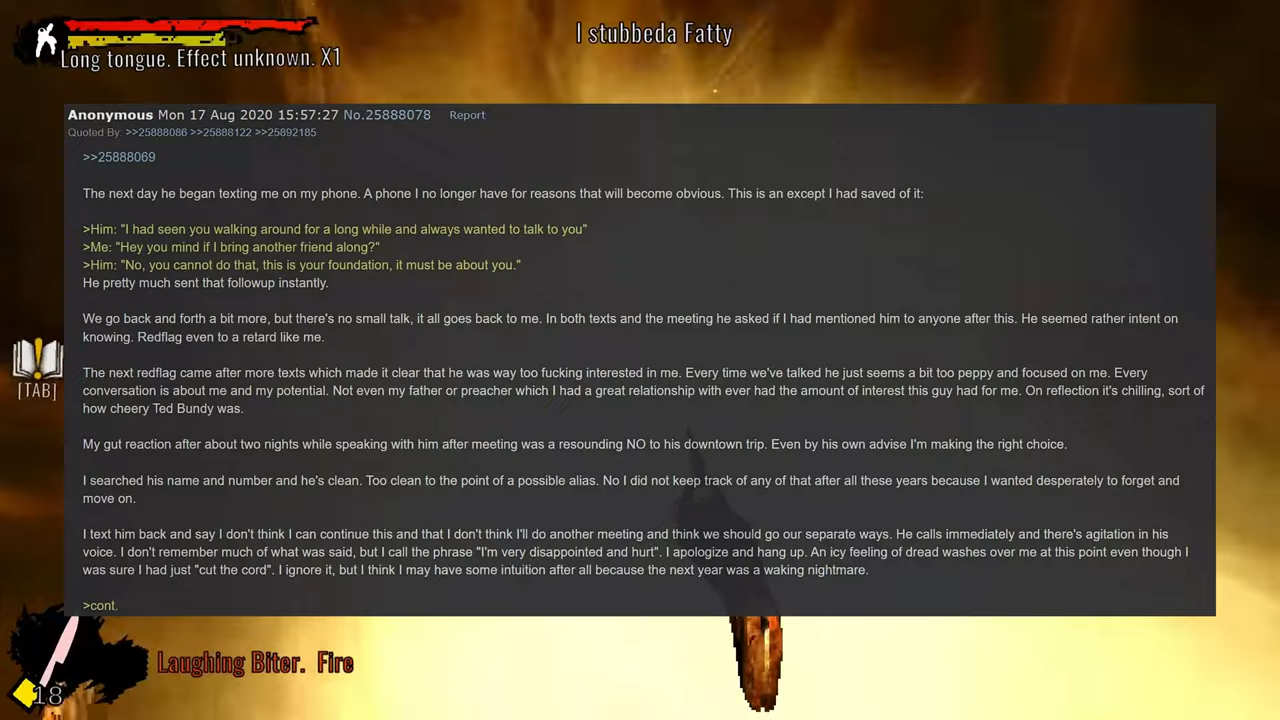 I stubbeda Fatty
Long tongue. Effect unknown. X1
Anonymous Mon 17 Aug 2020 15:57:27 No.25888078 Report
Quoted By: >>25888086 >>25888122 >>25892185
>>25888069
The next day he began texting me on my phone. A phone I no longer have for reasons that will become obvious. This is an except I had saved of it:
>Him: "I had seen you walking around for a long while and always wanted to talk to you"
>Me: "Hey you mind if I bring another friend along?"
>Him: "No, you cannot do that, this is your foundation, it must be about you."
He pretty much sent that followup instantly.
We go back and forth a bit more, but there's no small talk, it all goes back to me. In both texts and the meeting he asked if I had mentioned him to anyone after this. He seemed rather intent on
knowing. Redflag even to a retard like me.
The next redflag came after more texts which made it clear that he was way too fucking interested in me. Every time we've talked he just seems a bit too peppy and focused on me. Every
conversation is about me and my potential. Not even my father or preacher which I had a great relationship with ever had the amount of interest this guy had for me. On reflection it's chilling, sort of
how cheery Ted Bundy was.
[TAB]
My gut reaction after about two nights while speaking with him after meeting was a resounding NO to his downtown trip. Even by his own advise I'm making the right choice.
I searched his name and number and he's clean. Too clean to the point of a possible alias. No I did not keep track of any of that after all these years because I wanted desperately to forget and
move on.
I text him back and say I don't think I can continue this and that I don't think I'll do another meeting and think we should go our separate ways. He calls immediately and there's agitation in his
voice. I don't remember much of what was said, but I call the phrase "I'm very disappointed and hurt". I apologize and hang up. An icy feeling of dread washes over me at this point even though I
was sure I had just "cut the cord". I ignore it, but I think I may have some intuition after all because the next year was a waking nightmare.
>cont.
Laughing Biter. Fire
18